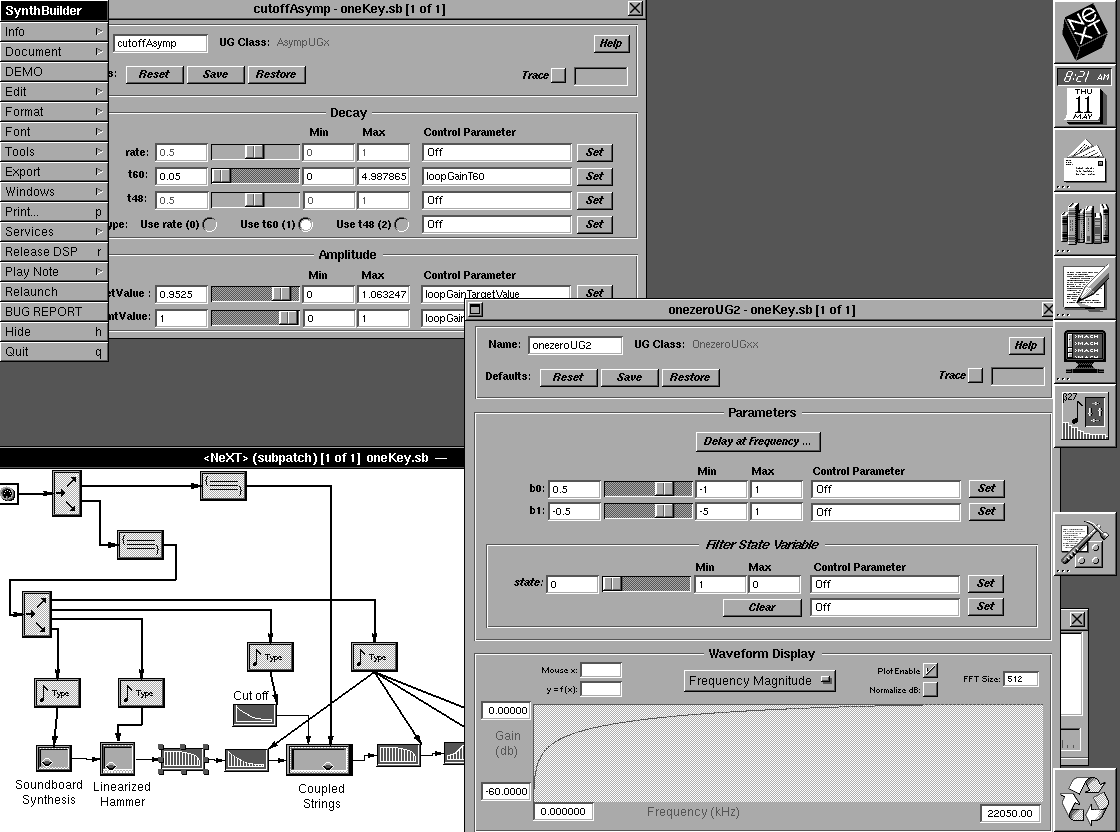 SynthBuilder
Info
Document
DEMO
Edit
Format
Font
Tools
Export
Windows
Print... p
Services
Release DSP r
Play Note
Relaunch
BUG REPORT
Hide h
Quit q
cutoffAsymp - oneKey.sb [1 of 1]
cutoffAsymp UG Class: AsympUGx Help
s: Reset Save Restore Trace
Decay
Min Max Control Parameter
rate: 0.5 0 1 Off Set
t60: 0.05 0 4.987865 loopGainT60 Set
t48: 0.5 0 1 Off Set
ype: Use rate (0) Use t60 (1) Use t48 (2) Off Set
Amplitude
Min Max Control Parameter
etValue : 0.9525 0 1.063247 loopGainTargetValue Set
ntValue: 1 0 1 loopGain
onezeroUG2 - oneKey.sb [1 of 1]
Name: onezeroUG2 UG Class: OnezeroUGxx Help
Defaults: Reset Save Restore Trace
Parameters
Delay at Frequency ...
Min Max Control Parameter
b0: 0.5 -1 1 Off Set
b1: -0.5 -5 1 Off Set
Filter State Variable
Min Max Control Parameter
state: 0 1 0 Off Set
Clear Off Set
Waveform Display
Mouse x:
y = f(x):
Frequency Magnitude
Plot Enable
Normalize dB:
FFT Size: 512
0.00000
Gain
(db)
-60.0000
0.000000 Frequency (kHz) 22050.00
<NeXT> (subpatch) [1 of 1] oneKey.sb —
Type
Type
Type
Type
Cut off
Soundboard
Synthesis
Linearized
Hammer
Coupled
Strings
NeXT
8:21 AM
THU
11
MAY
MACH
MACH
MACH
β27